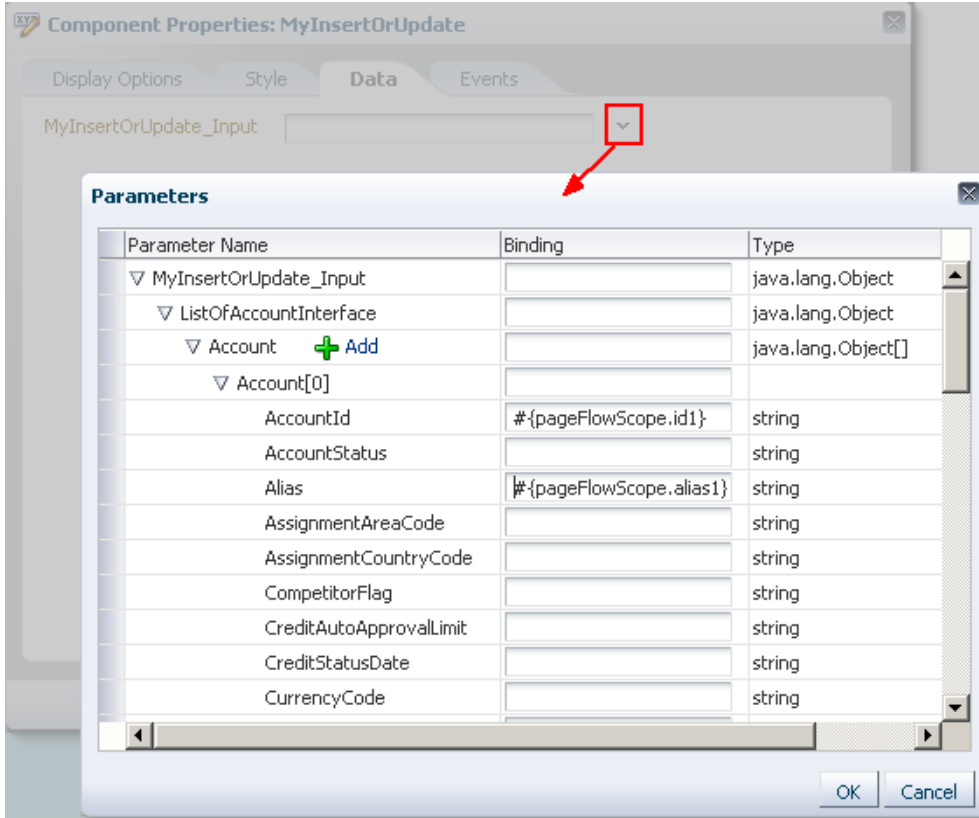 Component Properties: MyInsertOrUpdate
Display Options Style Data Events
MyInsertOrUpdate_Input
Parameters
Parameter Name Binding Type
MyInsertOrUpdate_Input java.lang.Object
ListOfAccountInterface java.lang.Object
Account Add java.lang.Object[]
Account[0]
AccountId #{pageFlowScope.id1} string
AccountStatus string
Alias #{pageFlowScope.alias1} string
AssignmentAreaCode string
AssignmentCountryCode string
CompetitorFlag string
CreditAutoApprovalLimit string
CreditStatusDate string
CurrencyCode string
OK Cancel